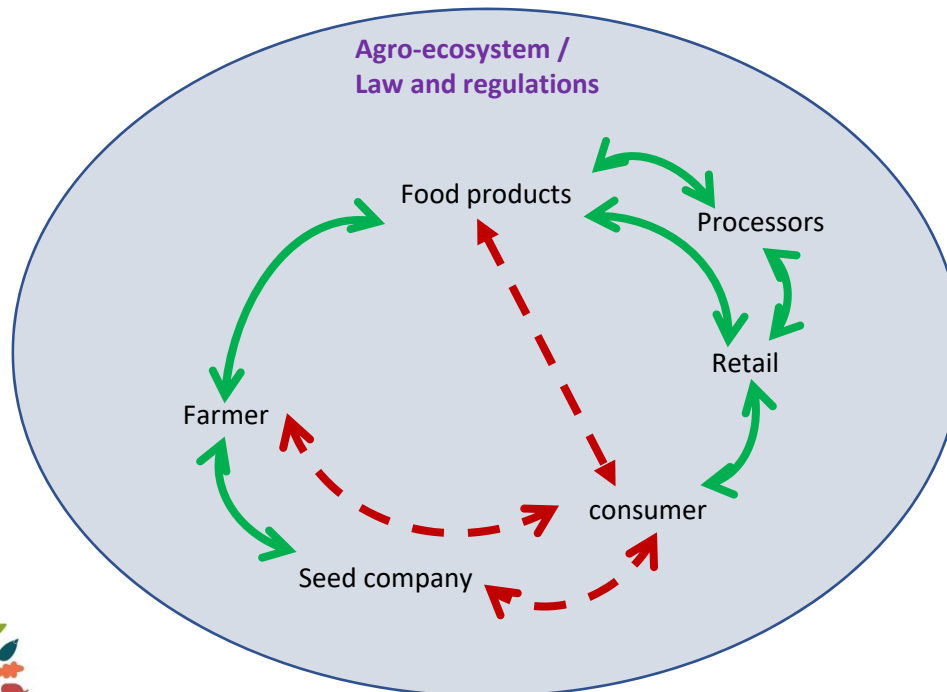 Agro-ecosystem /
Law and regulations
Food products
Processors
Retail
Farmer
consumer
Seed company